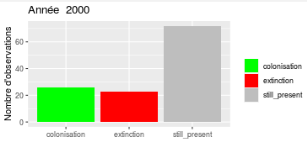 Année 2000
Nombre d'observations
60
40
20
0
colonisation
extinction
still_present
colonisation
extinction
still_present